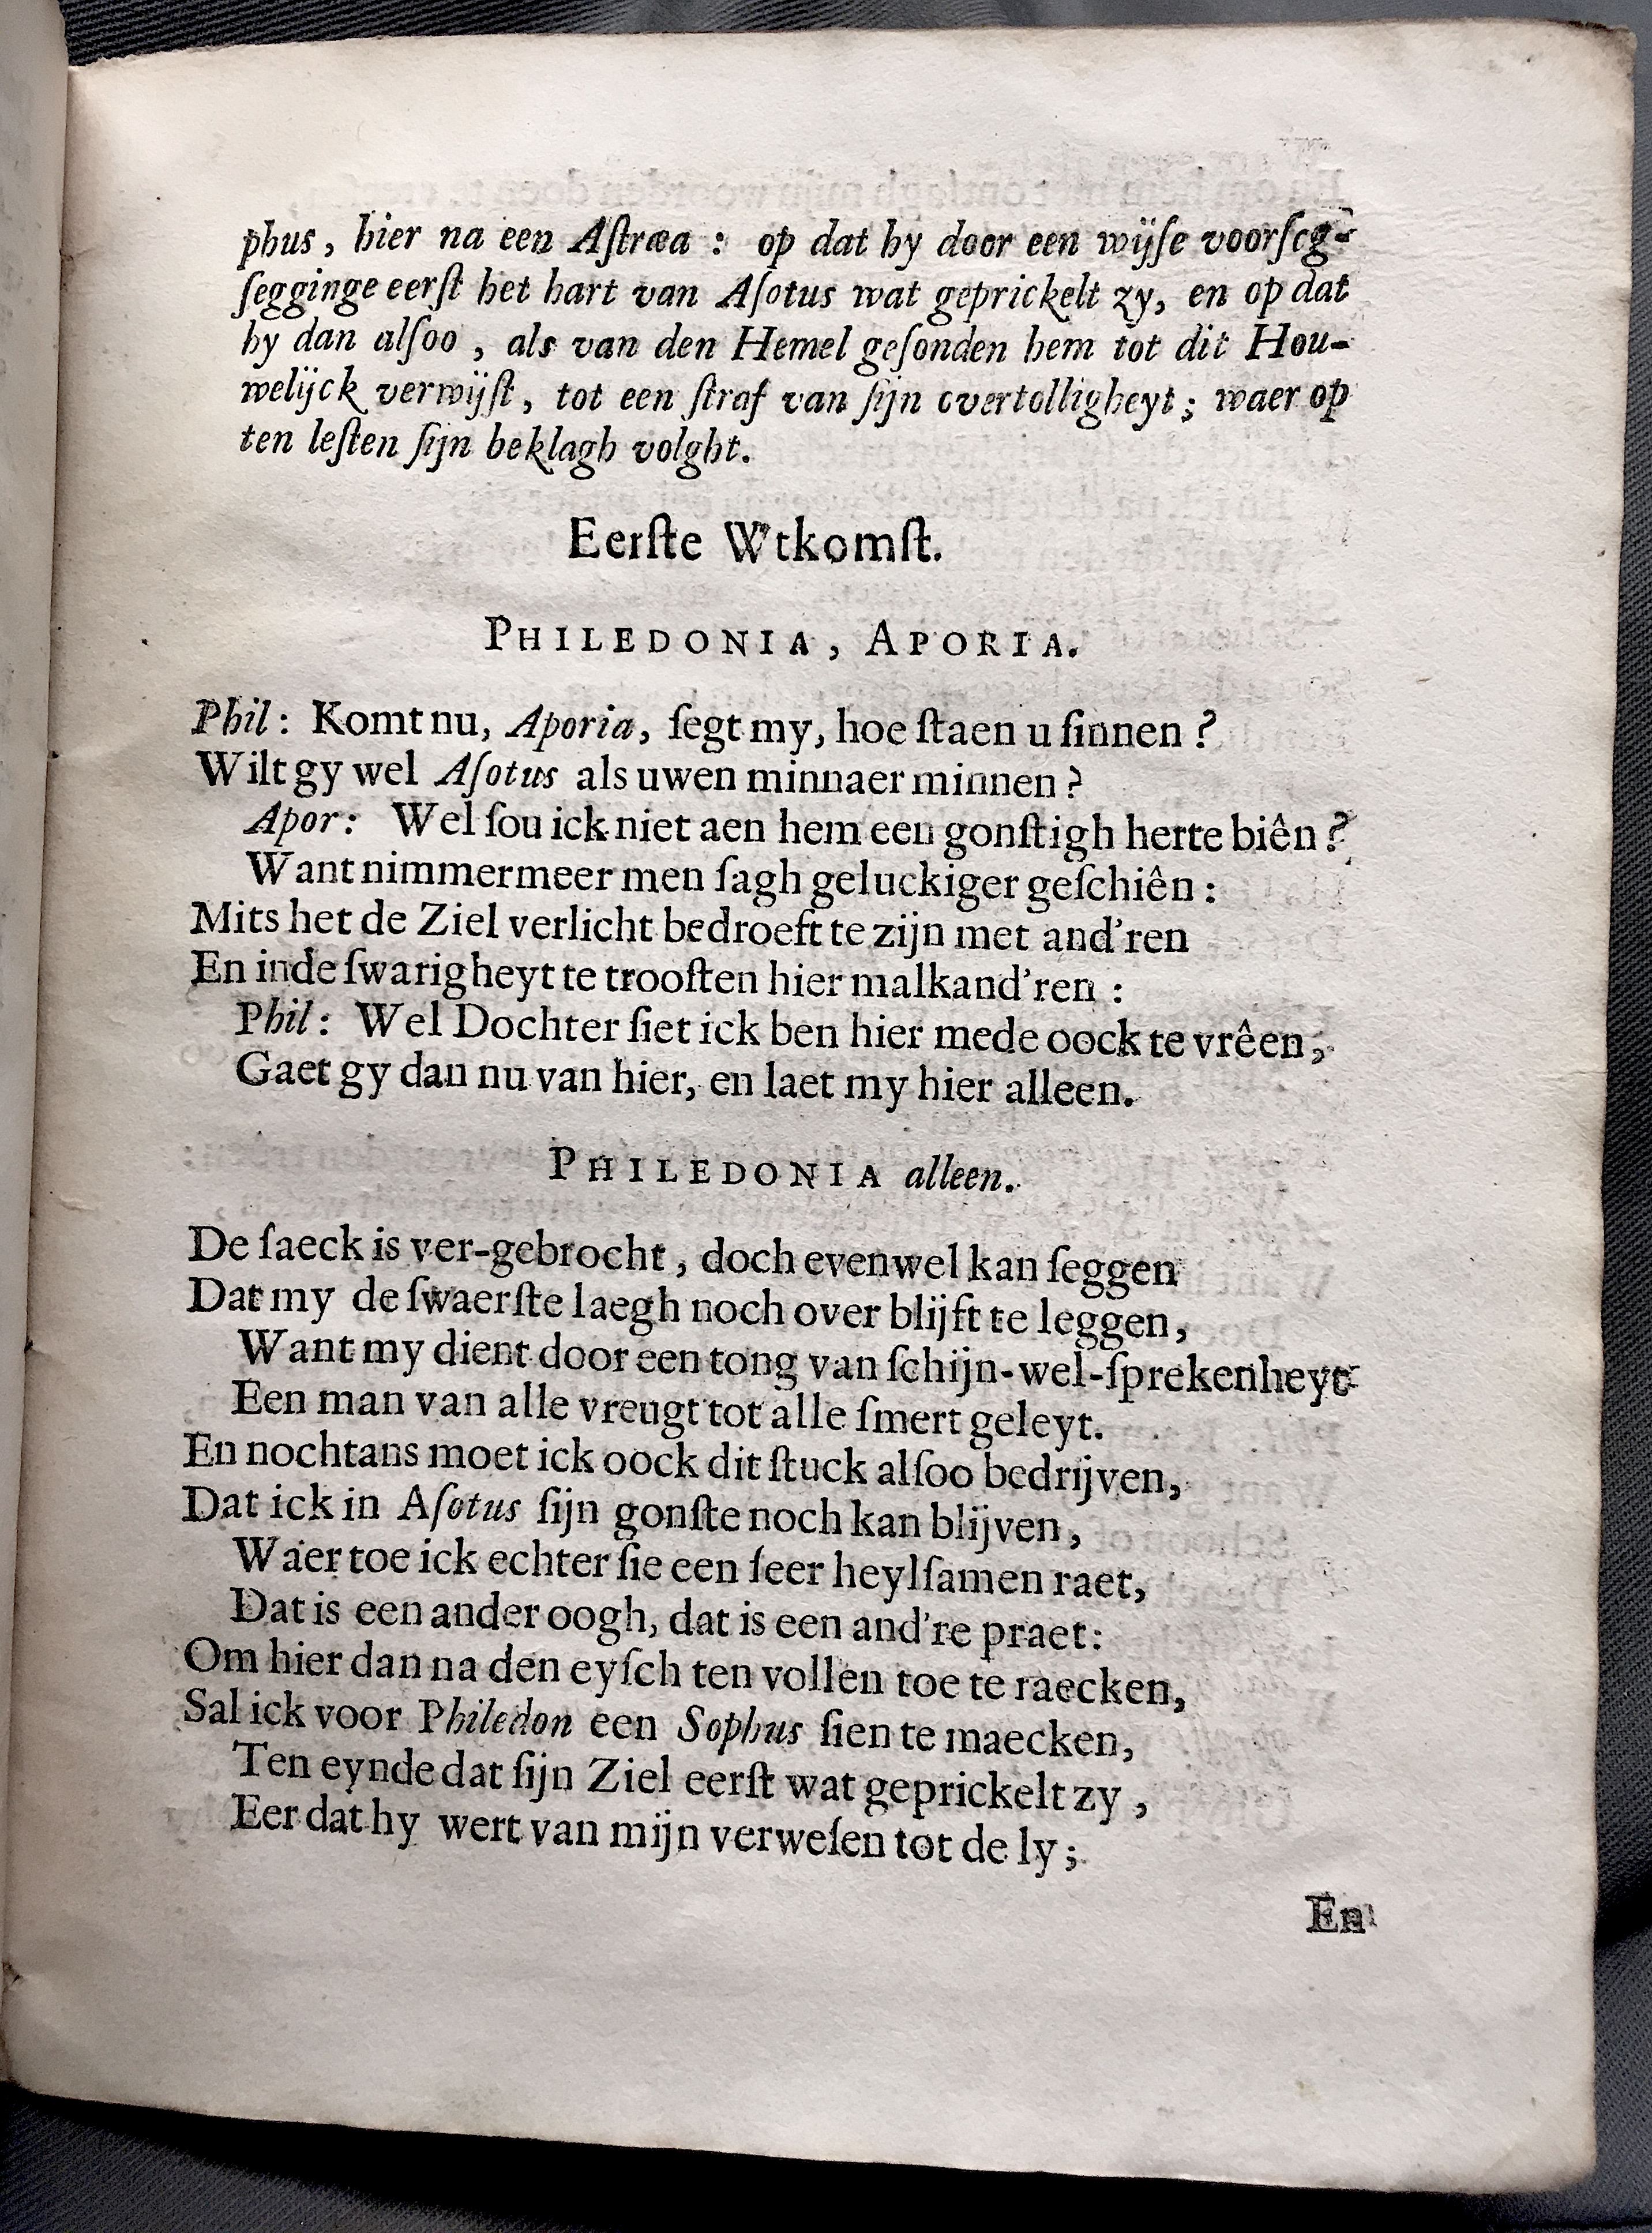 phus, hier na een Aſtræa : op dat hy door een wijſe voorſeg-
ſegginge eerſt het hart van Aſotus wat geprickelt zy, en op dat
hy dan alſoo , als van den Hemel geſonden hem tot dit Hou-
welijck verwijſt, tot een ſtraf van ſijn overtolligheyt ; waer op
ten leſten ſijn beklagh volght.
Eerſte Wtkomſt.
PHILEDONIA, APORIA.
Phil: Komt nu, Aporia, ſegt my, hoe ſtaen u ſinnen ?
Wilt gy wel Aſotus als uwen minnaer minnen ?
Apor: Wel ſou ick niet aen hem een gonſtigh herte biên ?
Want nimmermeer men ſagh geluckiger geſchiên :
Mits het de Ziel verlicht bedroeft te zijn met and'ren
En inde ſwarigheyt te trooſten hier malkand'ren :
Phil: Wel Dochter ſiet ick ben hier mede oock te vrêen,
Gaet gy dan nu van hier, en laet my hier alleen.
PHILEDONIA alleen.
De ſaeck is ver-gebrocht, doch evenwel kan ſeggen
Dat my de ſwaerſte laegh noch over blijft te leggen,
Want my dient door een tong van ſchijn-wel-ſprekenheyt
Een man van alle vreugt tot alle ſmert geleyt.
En nochtans moet ick oock dit ſtuck alſoo bedrijven,
Dat ick in Aſotus ſijn gonſte noch kan blijven,
Waer toe ick echter ſie een ſeer heylſamen raet,
Dat is een ander oogh, dat is een and're praet:
Om hier dan na den eyſch ten vollen toe te raecken,
Sal ick voor Philedon een Sophus ſien te maecken,
Ten eynde dat ſijn Ziel eerſt wat geprickelt zy ,
Eer dat hy wert van mijn verweſen tot de ly ;
En